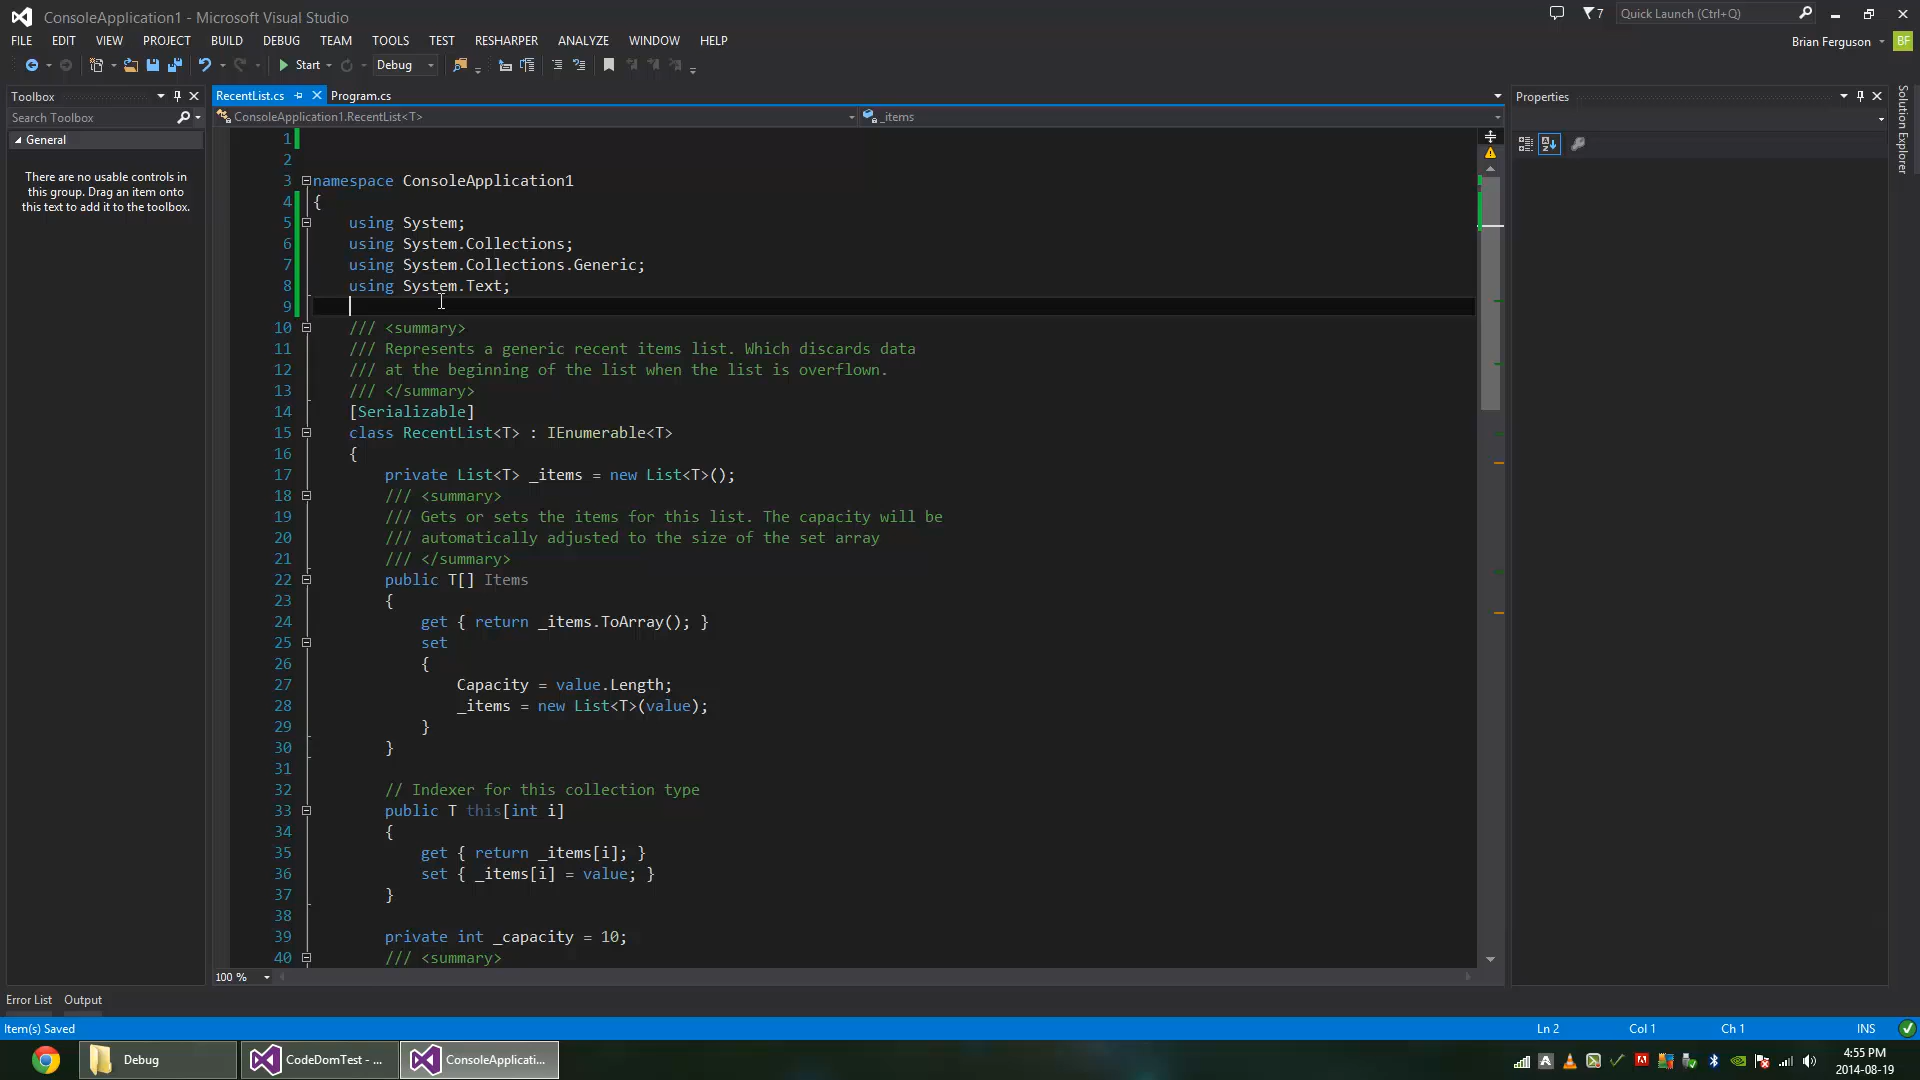 ConsoleApplication1 - Microsoft Visual Studio
7
Quick Launch (Ctrl+Q)
FILE EDIT VIEW PROJECT BUILD DEBUG TEAM TOOLS TEST RESHARPER ANALYZE WINDOW HELP
Brian Ferguson
BF
Start
Debug
Toolbox
Search Toolbox
General
There are no usable controls in
this group. Drag an item onto
this text to add it to the toolbox.
RecentList.cs
Program.cs
ConsoleApplication1.RecentList<T>
_items
1
2
3 namespace ConsoleApplication1
4 {
5 using System;
6 using System.Collections;
7 using System.Collections.Generic;
8 using System.Text;
9
10 /// <summary>
11 /// Represents a generic recent items list. Which discards data
12 /// at the beginning of the list when the list is overflown.
13 /// </summary>
14 [Serializable]
15 class RecentList<T> : IEnumerable<T>
16 {
17 private List<T> _items = new List<T>();
18 /// <summary>
19 /// Gets or sets the items for this list. The capacity will be
20 /// automatically adjusted to the size of the set array
21 /// </summary>
22 public T[] Items
23 {
24 get { return _items.ToArray(); }
25 set
26 {
27 Capacity = value.Length;
28 _items = new List<T>(value);
29 }
30 }
31
32 // Indexer for this collection type
33 public T this[int i]
34 {
35 get { return _items[i]; }
36 set { _items[i] = value; }
37 }
38
39 private int _capacity = 10;
40 /// <summary>
100 %
Properties
Solution Explorer
Error List Output
Item(s) Saved
Ln 2 Col 1 Ch 1 INS
Debug
CodeDomTest - ...
ConsoleApplicati...
4:55 PM
2014-08-19